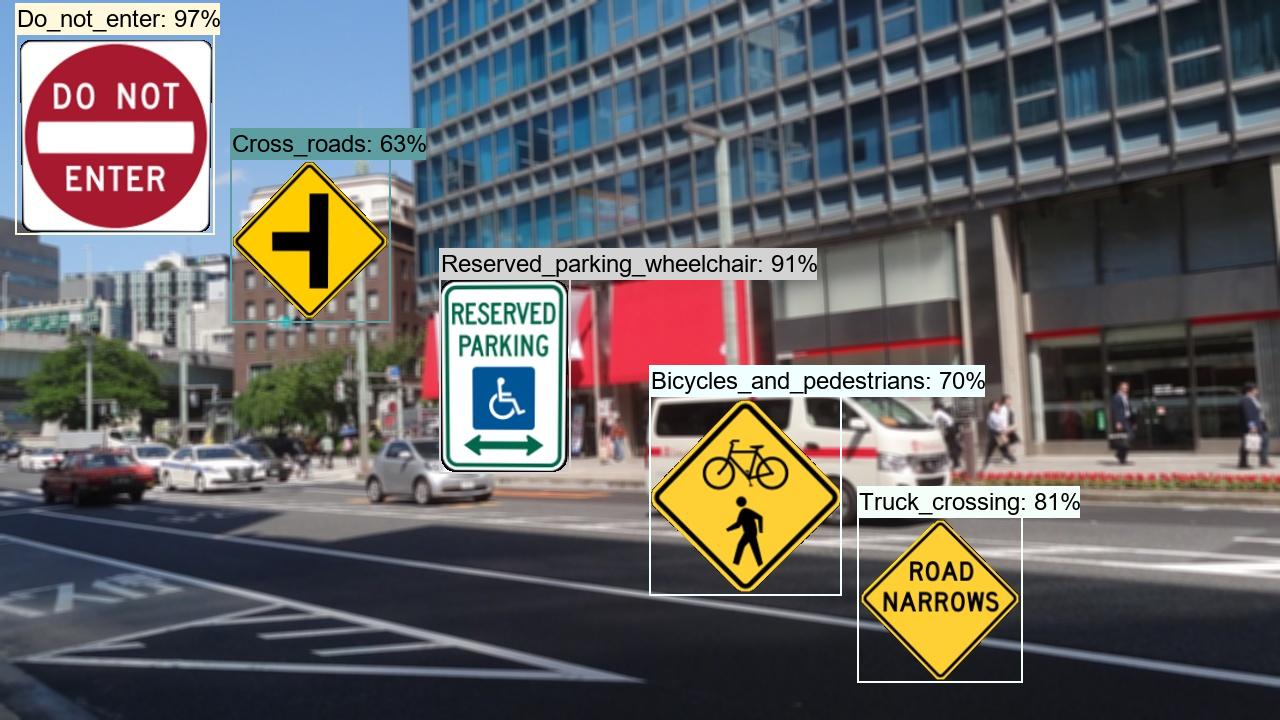 Do_not_enter: 97%
DO NOT
ENTER
Cross_roads: 63%
Reserved_parking_wheelchair: 91%
RESERVED
PARKING
Bicycles_and_pedestrians: 70%
Truck_crossing: 81%
ROAD
NARROWS